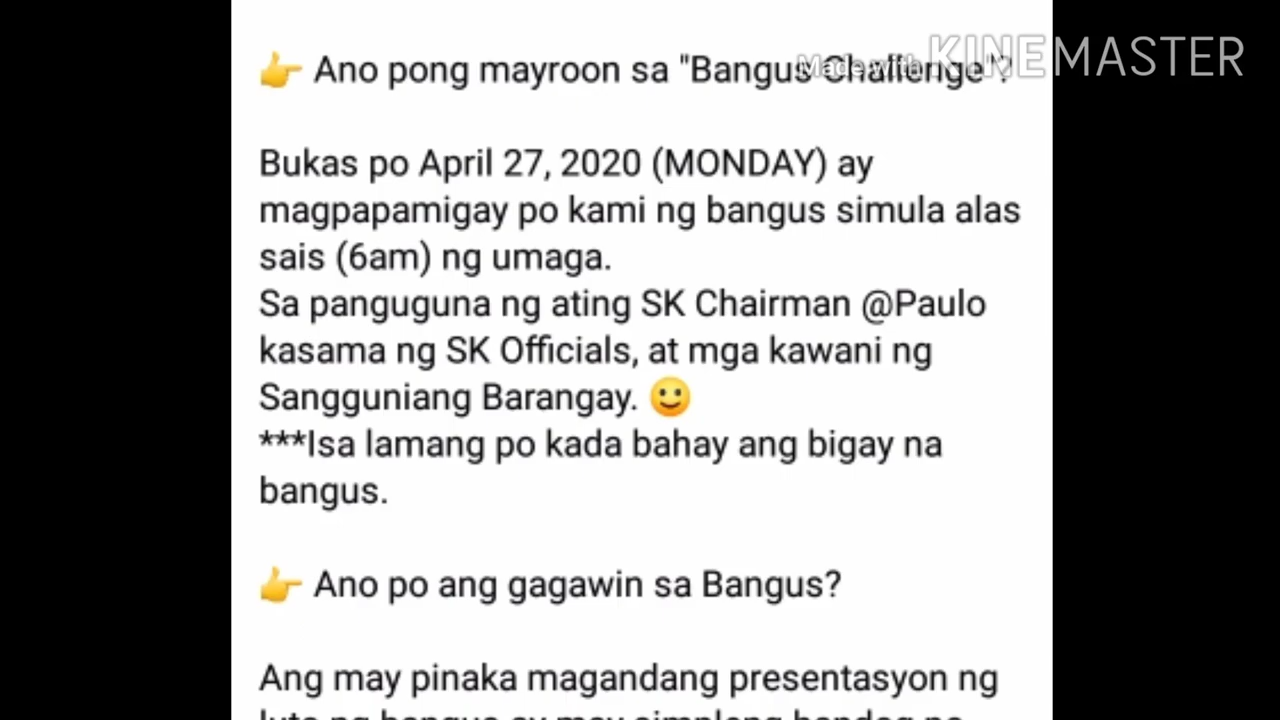 👉 Ano pong mayroon sa "Bangus Challenge"?
Made with KINEMASTER
Bukas po April 27, 2020 (MONDAY) ay
magpapamigay po kami ng bangus simula alas
sais (6am) ng umaga.
Sa panguguna ng ating SK Chairman @Paulo
kasama ng SK Officials, at mga kawani ng
Sangguniang Barangay. 🙂
***Isa lamang po kada bahay ang bigay na
bangus.
👉 Ano po ang gagawin sa Bangus?
Ang may pinaka magandang presentasyon ng